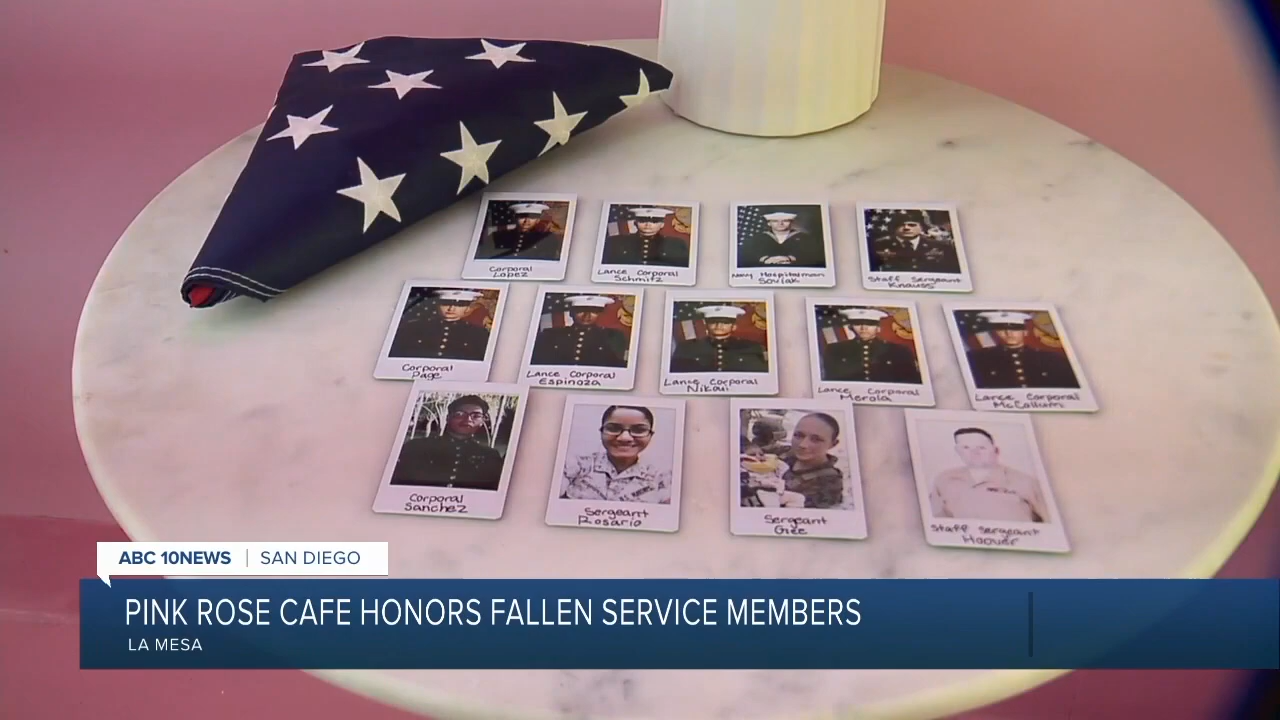 Corporal
Lopez
Lance Corporal
Schmitz
Navy Hospitalman
Soviak
Staff Sergeant
Knauss
Corporal
Page
Lance Corporal
Espinoza
Lance Corporal
Nikoui
Lance Corporal
Merola
Lance Corporal
McCollum
Corporal
Sanchez
Sergeant
Rosario
Sergeant
Gee
Staff Sergeant
Hoover
ABC 10NEWS | SAN DIEGO
PINK ROSE CAFE HONORS FALLEN SERVICE MEMBERS
LA MESA